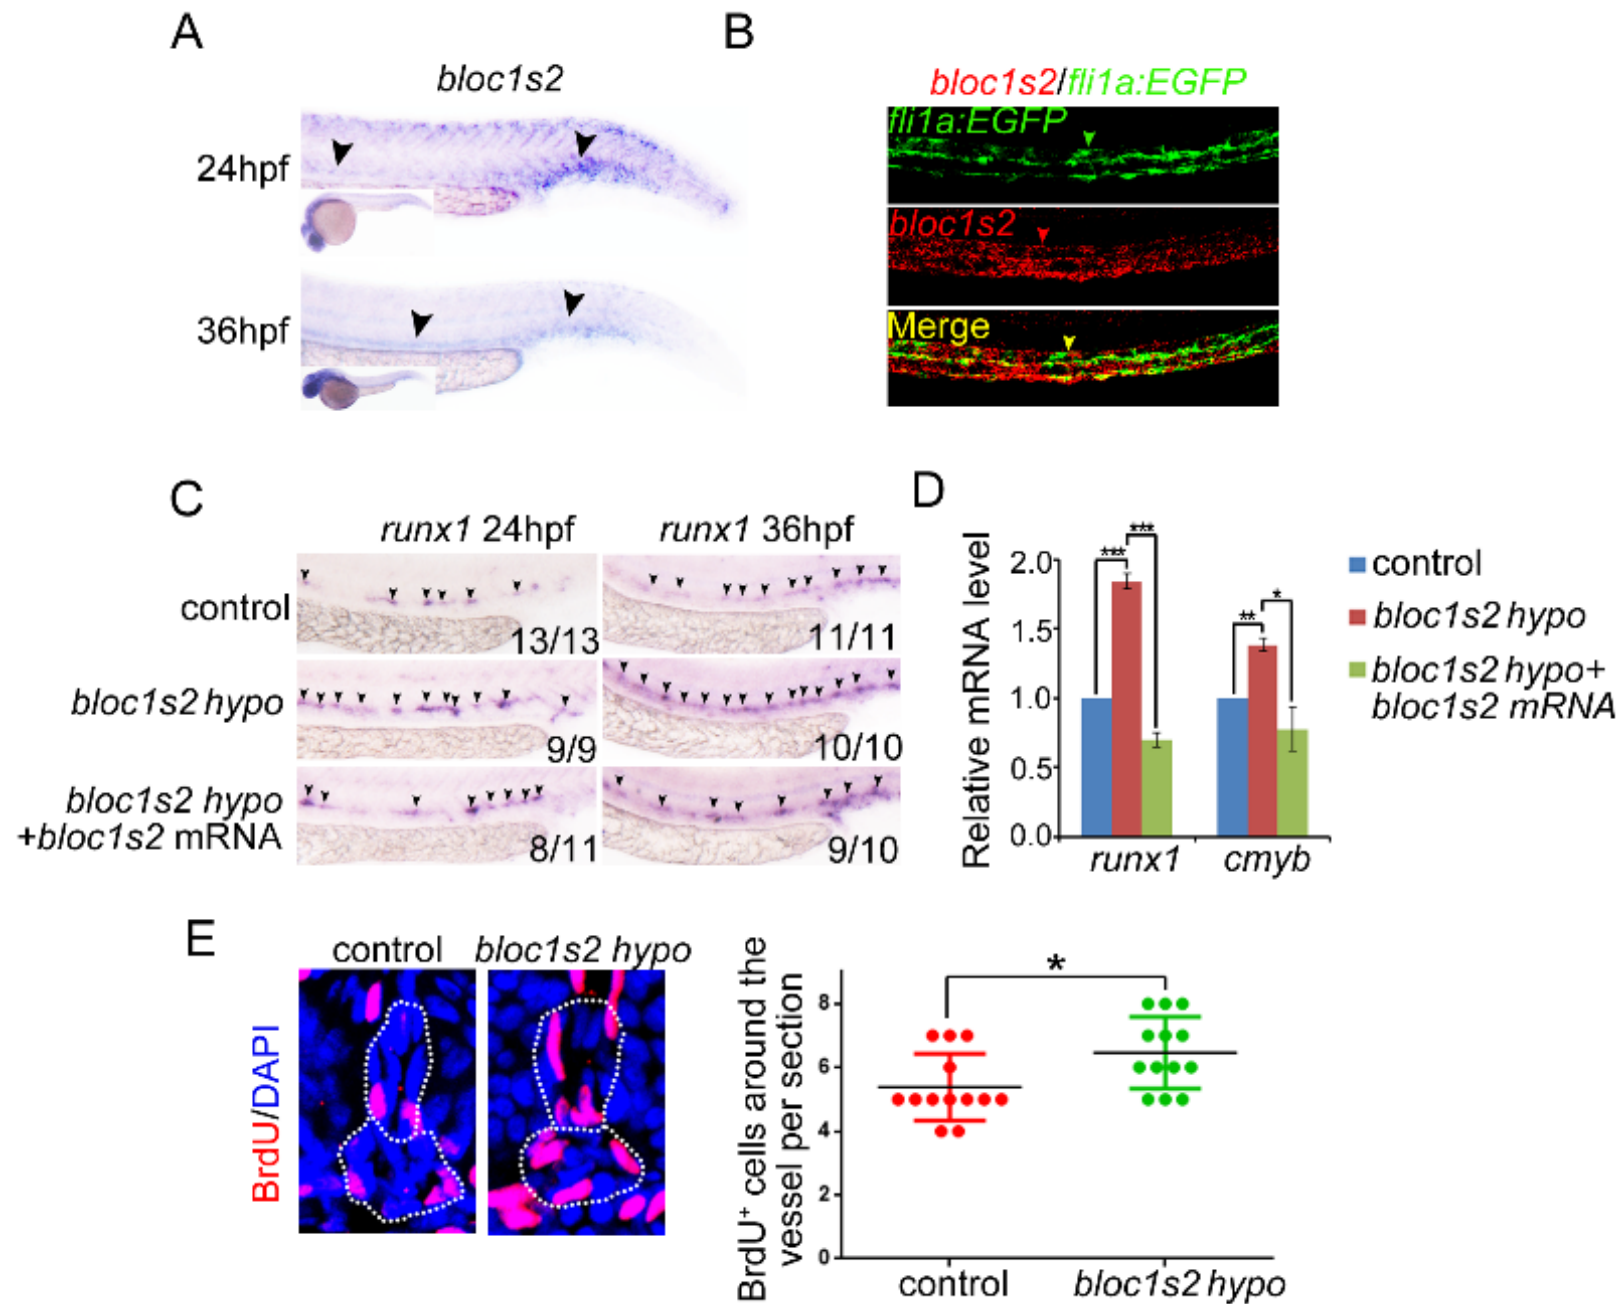 A
bloc1s2
24hpf
36hpf
B
bloc1s2/fli1a:EGFP
fli1a:EGFP
bloc1s2
Merge
C
runx1 24hpf
runx1 36hpf
control
13/13
11/11
bloc1s2 hypo
9/9
10/10
bloc1s2 hypo
+bloc1s2 mRNA
8/11
9/10
D
Relative mRNA level
2.0
1.5
1.0
0.5
0.0
***
***
**
*
runx1
cmyb
control
bloc1s2 hypo
bloc1s2 hypo+
bloc1s2 mRNA
E
control
bloc1s2 hypo
BrdU/DAPI
BrdU⁺ cells around the
vessel per section
8
6
4
2
0
*
control
bloc1s2 hypo